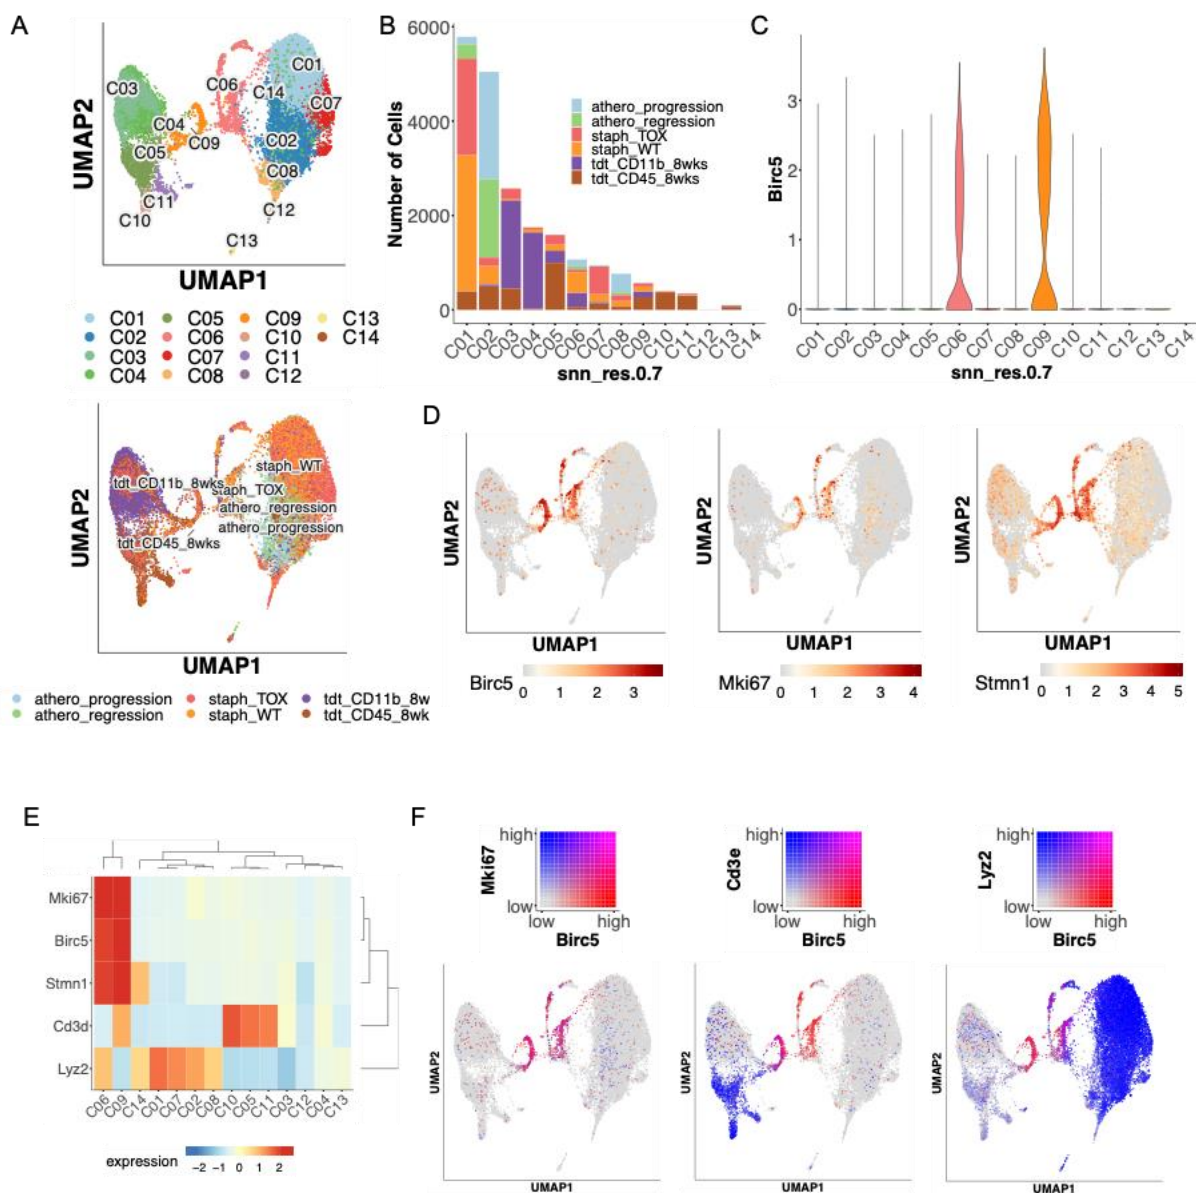 A
UMAP2
C03
C04
C05
C10
C11
C06
C09
C14
C01
C07
C02
C08
C12
C13
UMAP1
C01
C05
C09
C13
C02
C06
C10
C14
C03
C07
C11
C04
C08
C12
B
Number of Cells
6000
4000
2000
0
athero_progression
athero_regression
staph_TOX
staph_WT
tdt_CD11b_8wks
tdt_CD45_8wks
C01 C02 C03 C04 C05 C06 C07 C08 C09 C10 C11 C12 C13 C14
snn_res.0.7
C
Birc5
3
2
1
0
C01 C02 C03 C04 C05 C06 C07 C08 C09 C10 C11 C12 C13 C14
snn_res.0.7
UMAP2
staph_WT
tdt_CD11b_8wks
staph_TOX
athero_regression
athero_progression
tdt_CD45_8wks
UMAP1
athero_progression
staph_TOX
tdt_CD11b_8w
athero_regression
staph_WT
tdt_CD45_8wk
D
UMAP2
UMAP1
Birc5
0 1 2 3
UMAP2
UMAP1
Mki67
0 1 2 3 4
UMAP2
UMAP1
Stmn1
0 1 2 3 4 5
E
Mki67
Birc5
Stmn1
Cd3d
Lyz2
C06 C09 C14 C01 C07 C02 C08 C10 C05 C11 C03 C12 C04 C13
expression
-2 -1 0 1 2
F
high
Mki67
low
low high
Birc5
high
Cd3e
low
low high
Birc5
high
Lyz2
low
low high
Birc5
UMAP2
UMAP1
UMAP2
UMAP1
UMAP2
UMAP1